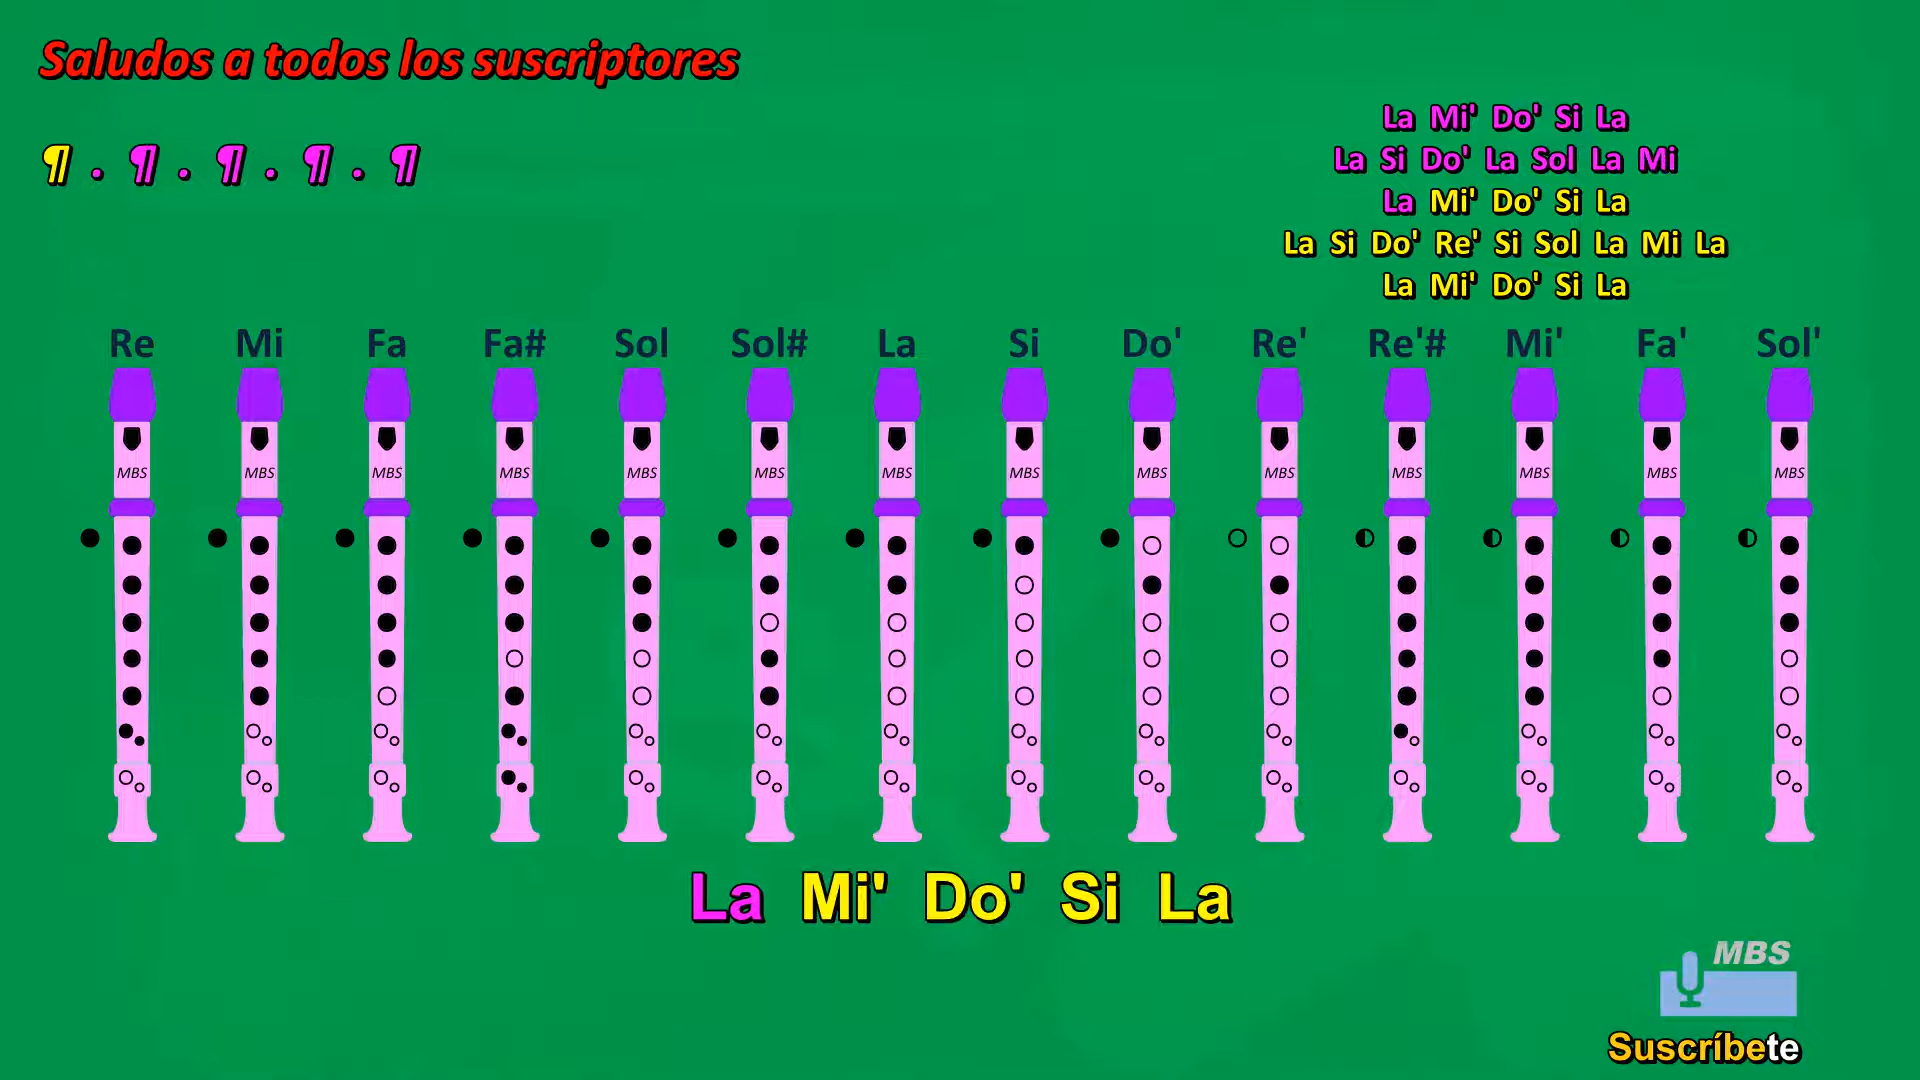 Saludos a todos los suscriptores
¶ . ¶ . ¶ . ¶ . ¶
La Mi' Do' Si La
La Si Do' La Sol La Mi
La Mi' Do' Si La
La Si Do' Re' Si Sol La Mi La
La Mi' Do' Si La
Re Mi Fa Fa# Sol Sol# La Si Do' Re' Re'# Mi' Fa' Sol'
MBS MBS MBS MBS MBS MBS MBS MBS MBS MBS MBS MBS MBS MBS
La Mi' Do' Si La
MBS
Suscríbete